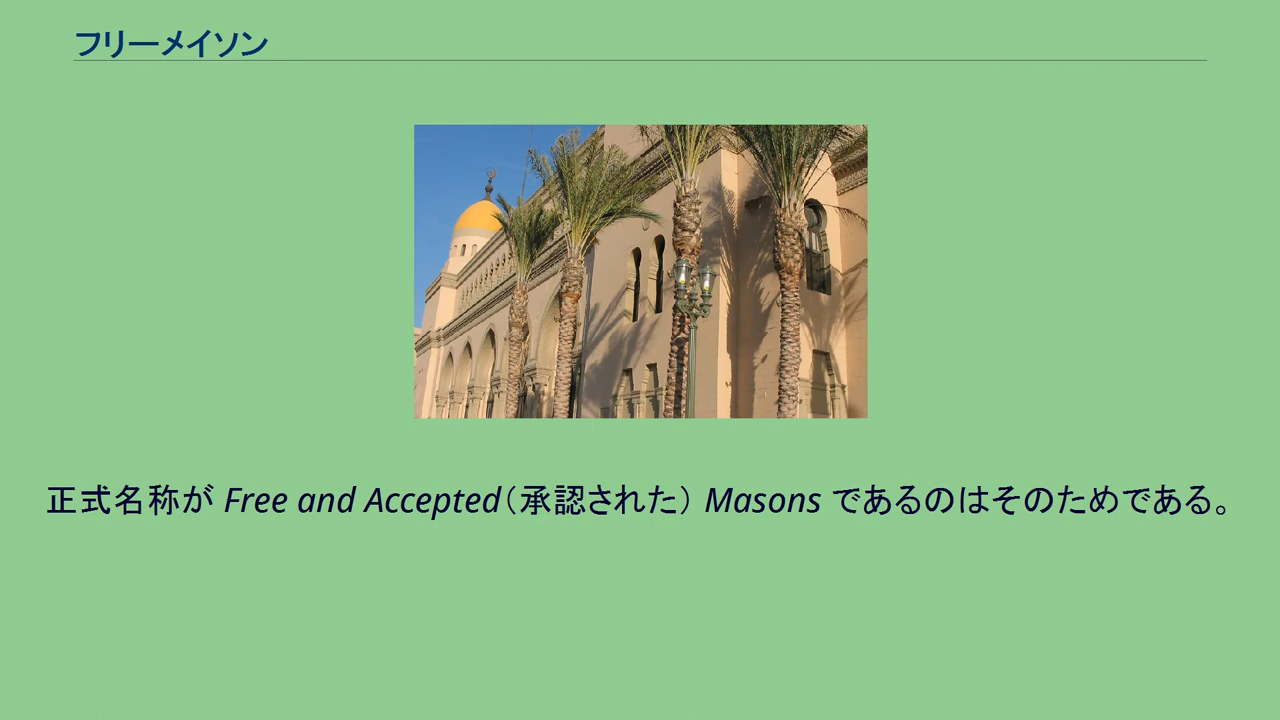 フリーメイソン
正式名称が Free and Accepted（承認された） Masons であるのはそのためである。